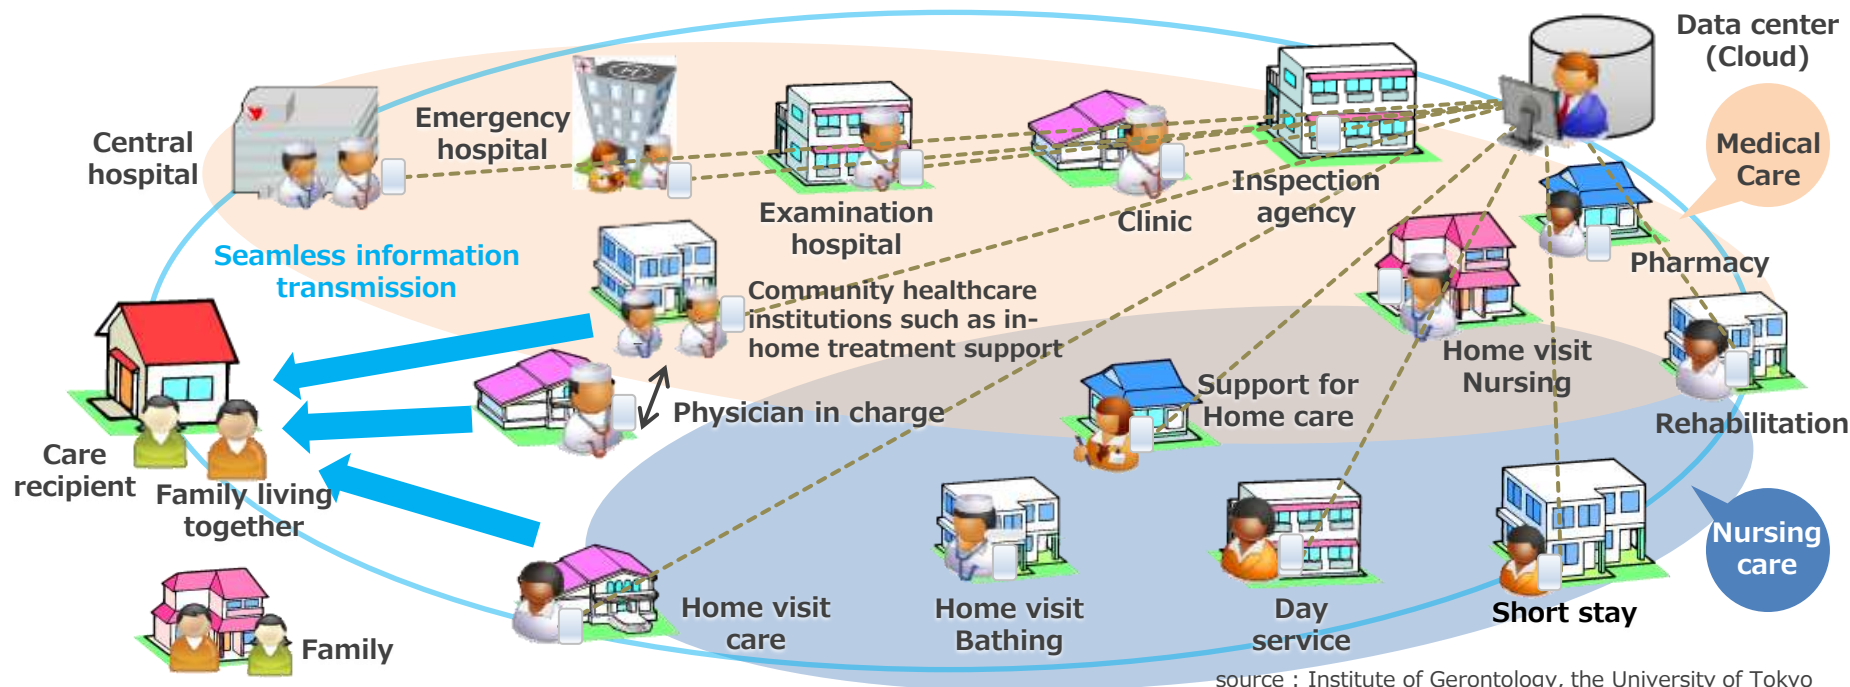 Data center
(Cloud)
Central
hospital
Emergency
hospital
Examination
hospital
Clinic
Inspection
agency
Medical
Care
Pharmacy
Seamless information
transmission
Community healthcare
institutions such as in-
home treatment support
Home visit
Nursing
Rehabilitation
Physician in charge
Support for
Home care
Care
recipient
Family living
together
Nursing
care
Family
Home visit
care
Home visit
Bathing
Day
service
Short stay
source : Institute of Gerontology, the University of Tokyo